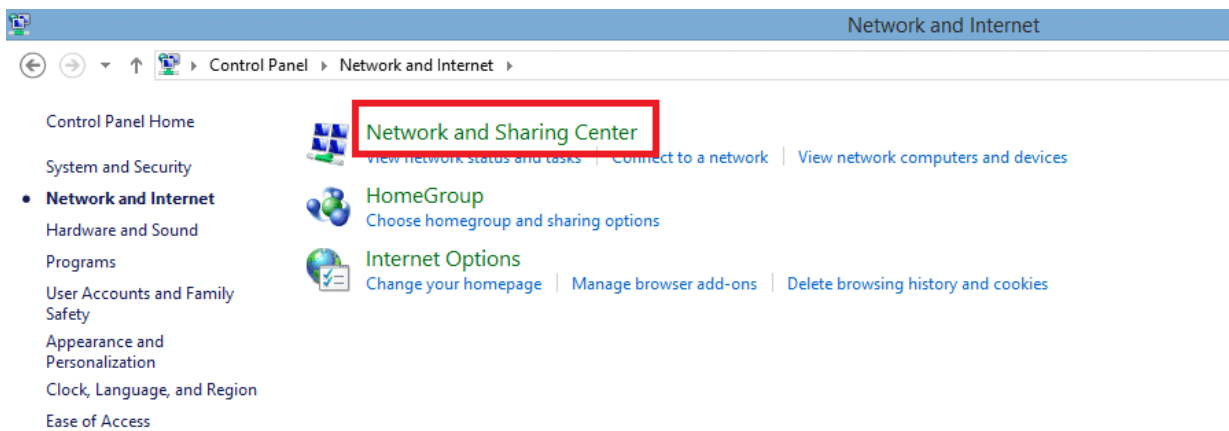 Network and Internet
Control Panel Network and Internet
Control Panel Home
System and Security
Network and Internet
Hardware and Sound
Programs
User Accounts and Family
Safety
Appearance and
Personalization
Clock, Language, and Region
Ease of Access
Network and Sharing Center
View network status and tasks Connect to a network View network computers and devices
HomeGroup
Choose homegroup and sharing options
Internet Options
Change your homepage Manage browser add-ons Delete browsing history and cookies